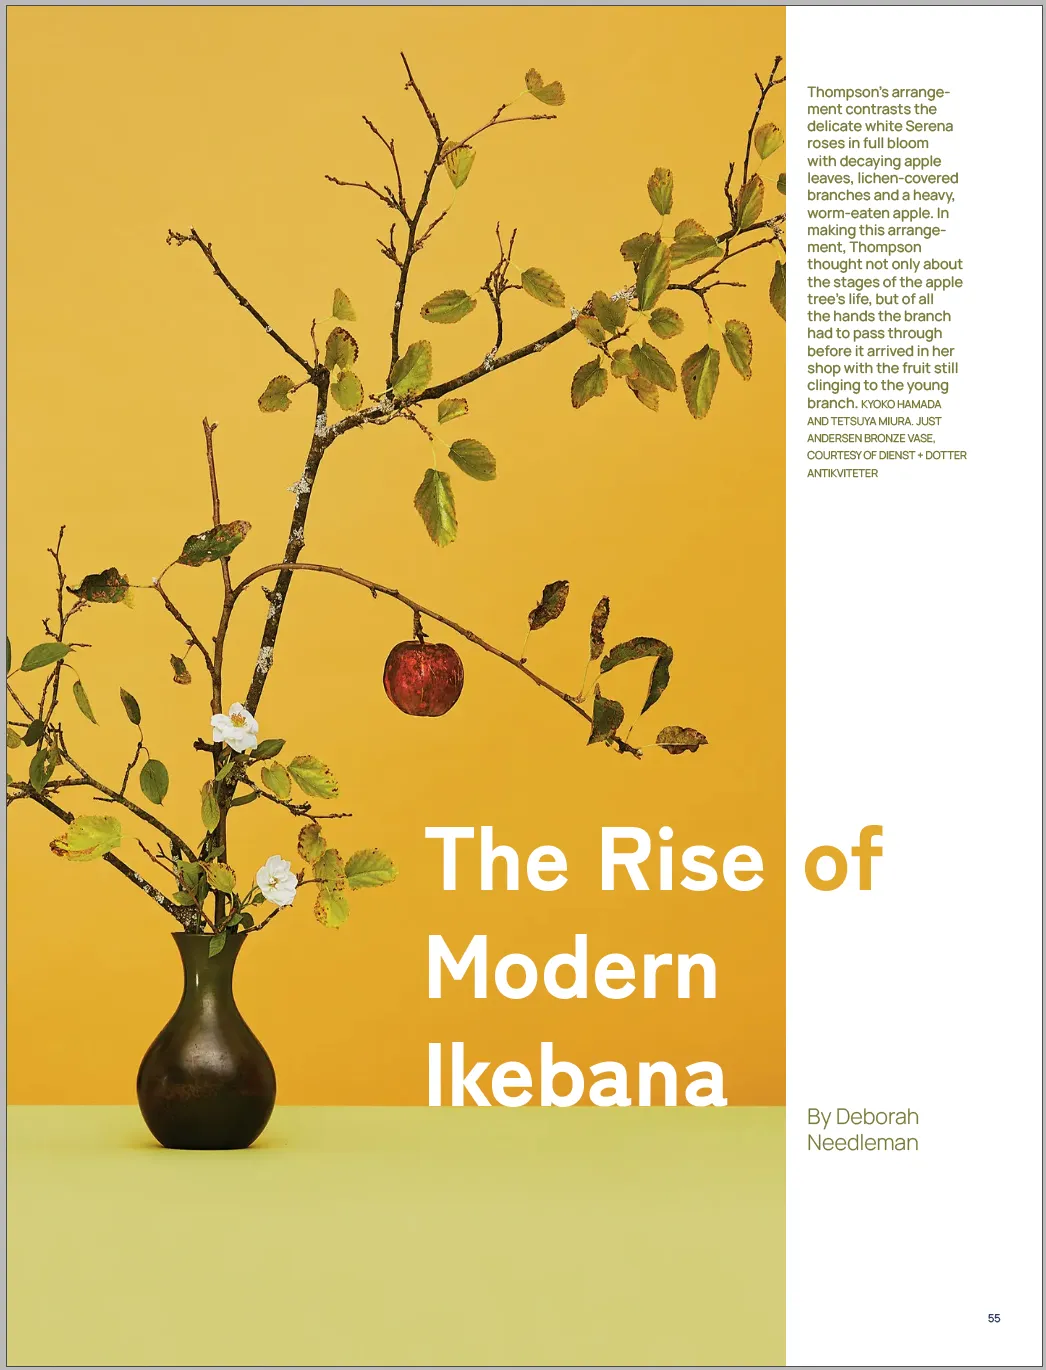 Thompson's arrange-
ment contrasts the
delicate white Serena
roses in full bloom
with decaying apple
leaves, lichen-covered
branches and a heavy,
worm-eaten apple. In
making this arrange-
ment, Thompson
thought not only about
the stages of the apple
tree's life, but of all
the hands the branch
had to pass through
before it arrived in her
shop with the fruit still
clinging to the young
branch. KYOKO HAMADA
AND TETSUYA MIURA. JUST
ANDERSEN BRONZE VASE,
COURTESY OF DIENST + DOTTER
ANTIKVITETER
The Rise of
Modern
Ikebana
By Deborah
Needleman
55